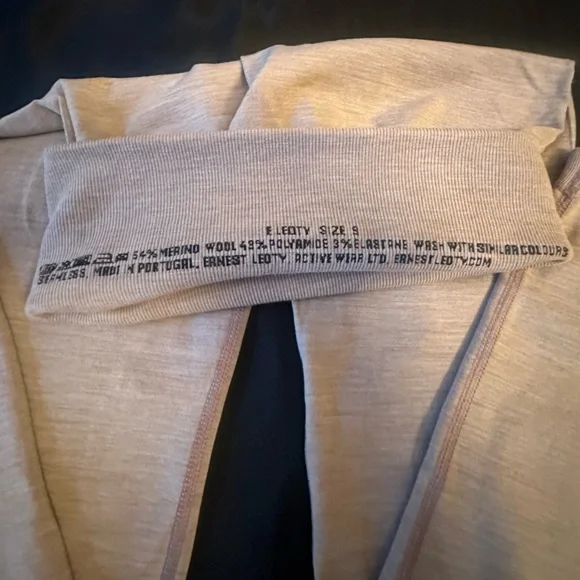 E LEOTY SIZE S
54% MERINO WOOL 43% POLYAMIDE 3% ELASTANE. WASH WITH SIMILAR COLOURS
SEAMLESS. MADE IN PORTUGAL. ERNEST LEOTY ACTIVE WEAR LTD. ERNESTLEOTY.COM